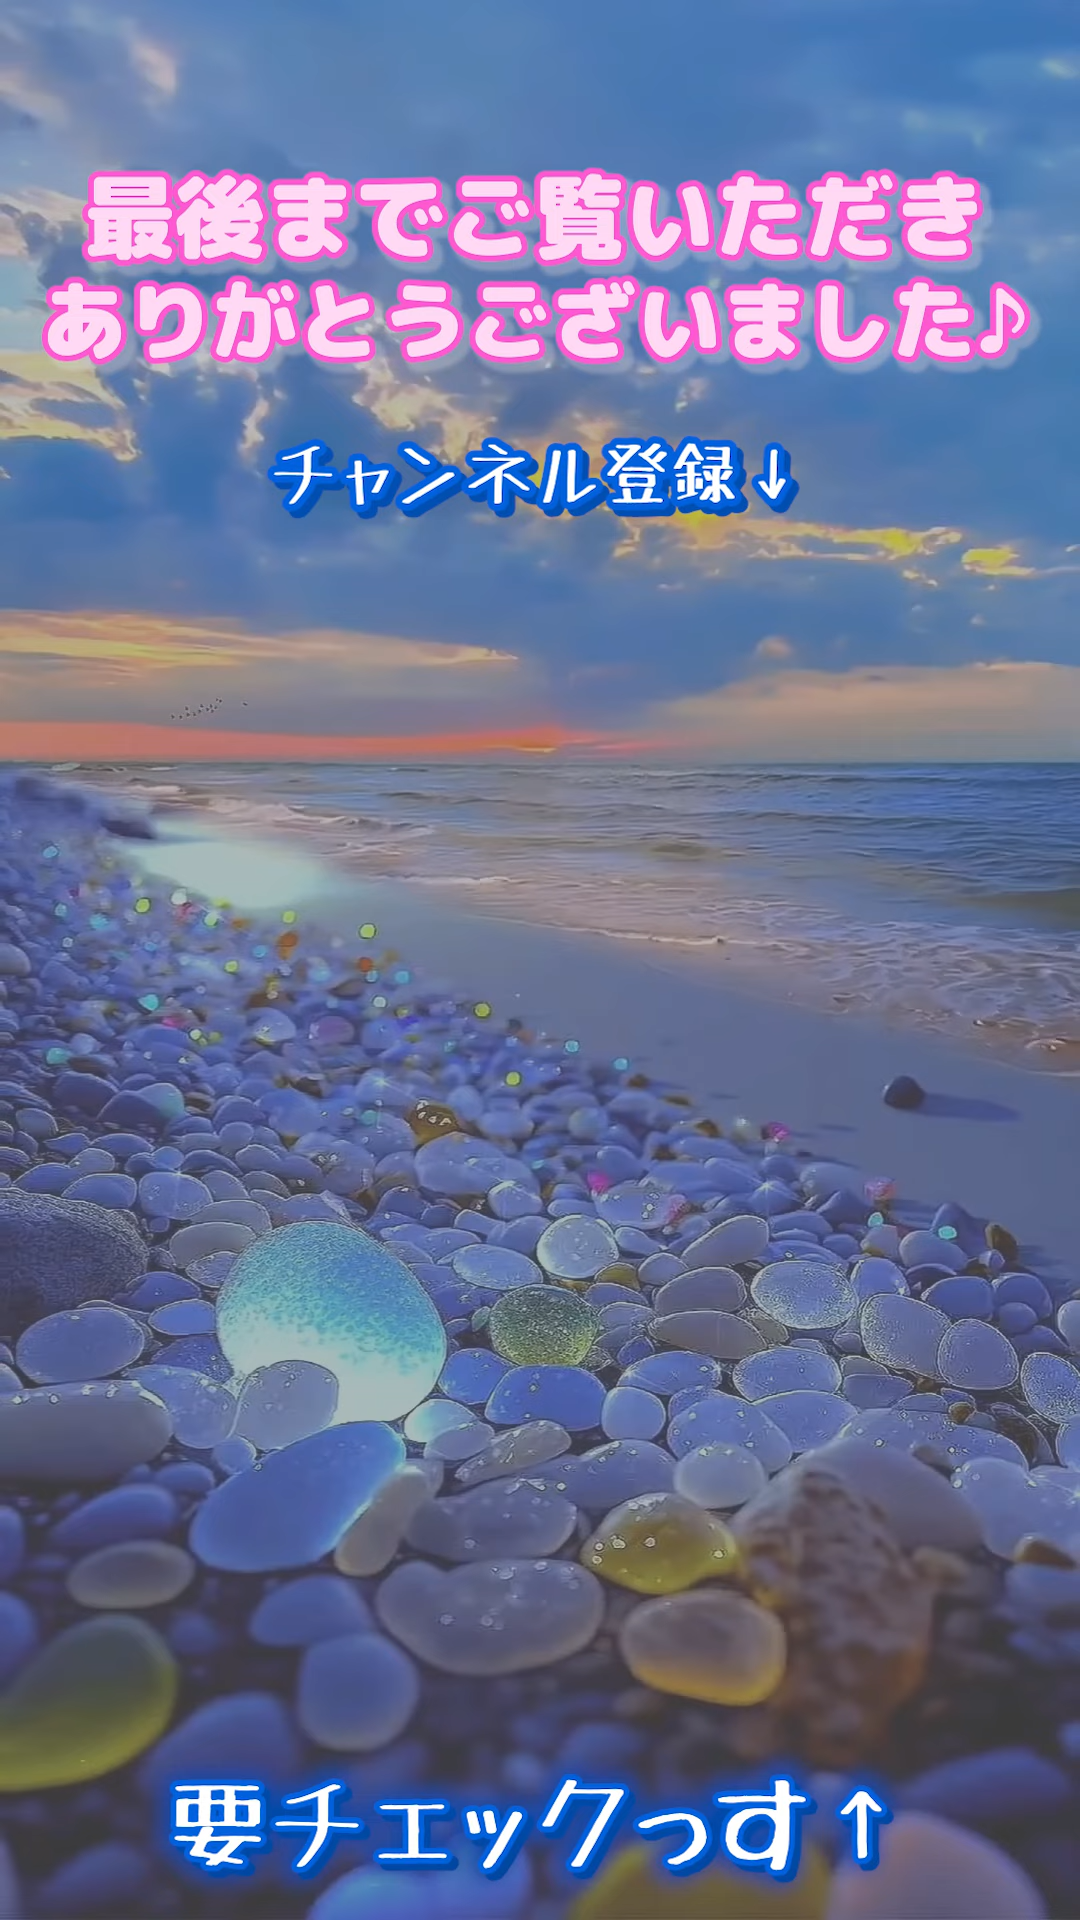 最後までご覧いただき
ありがとうございました♪
チャンネル登録↓
要チェックっす↑